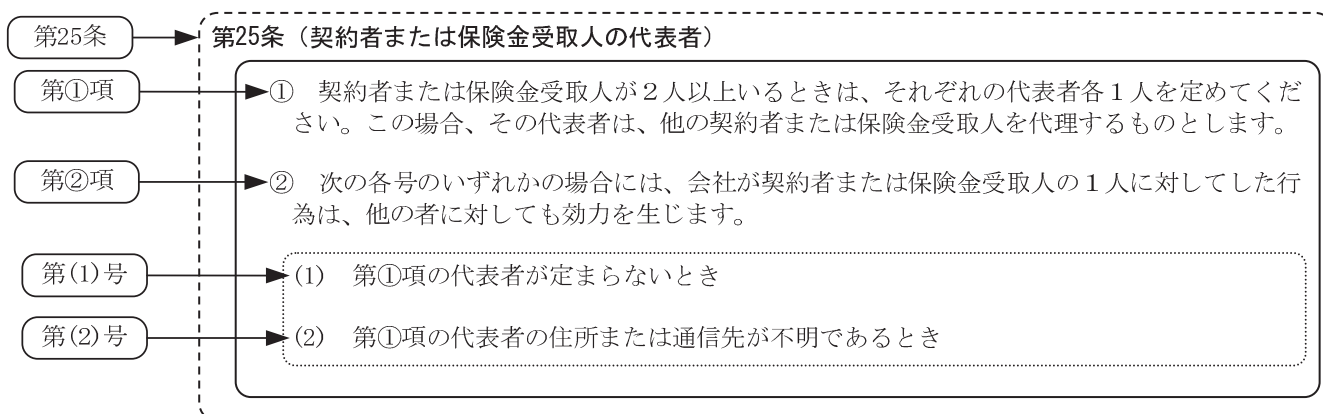 第25条
第25条（契約者または保険金受取人の代表者）
第①項
①　契約者または保険金受取人が２人以上いるときは、それぞれの代表者各１人を定めてくだ
さい。この場合、その代表者は、他の契約者または保険金受取人を代理するものとします。
第②項
②　次の各号のいずれかの場合には、会社が契約者または保険金受取人の１人に対してした行
為は、他の者に対しても効力を生じます。
第(1)号
(1)　第①項の代表者が定まらないとき
第(2)号
(2)　第①項の代表者の住所または通信先が不明であるとき